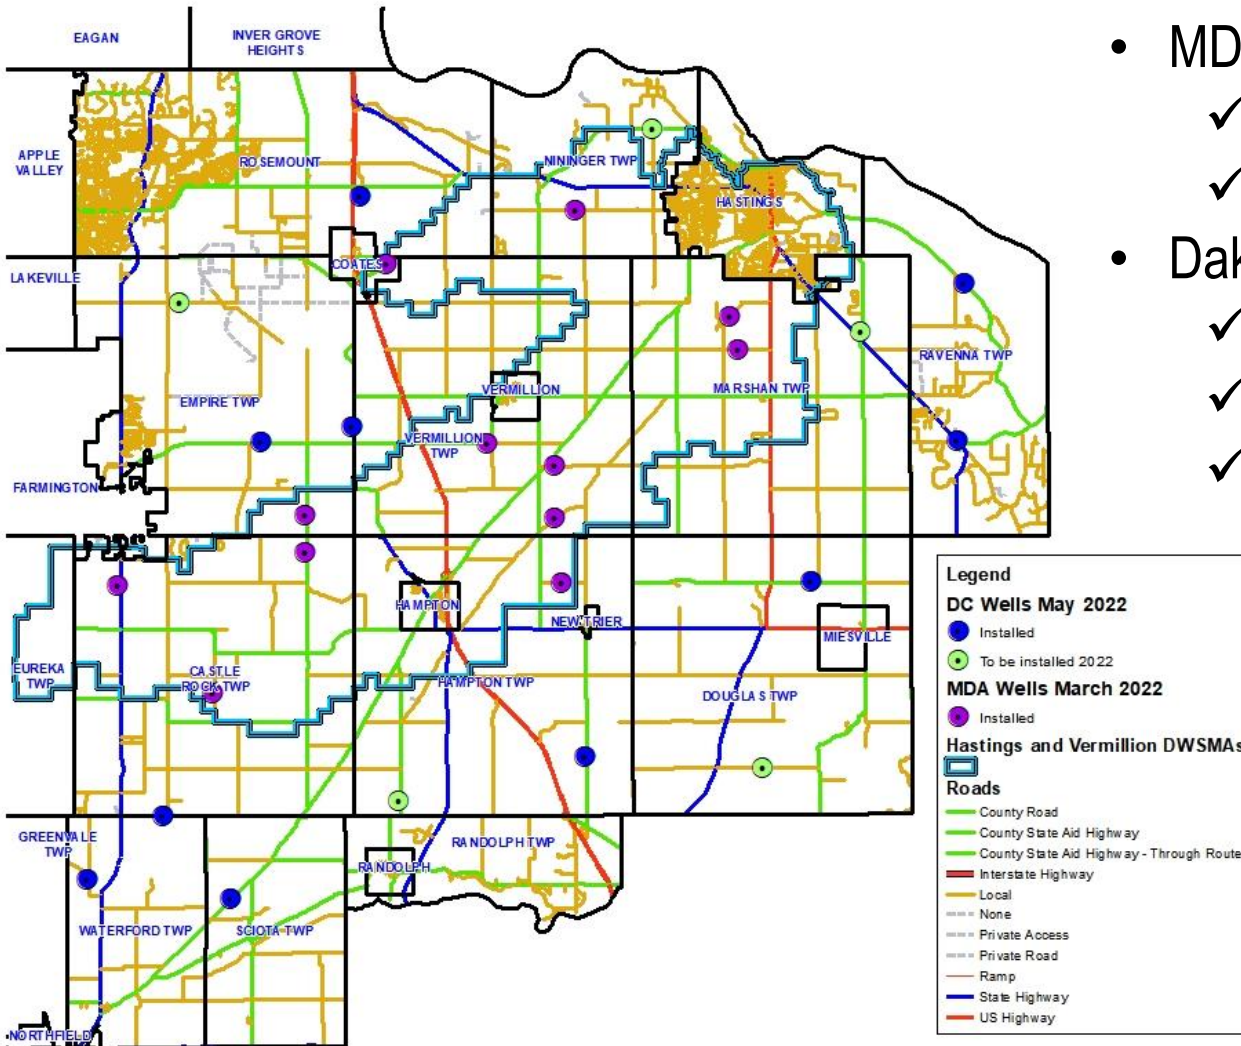 EAGAN
INVER GROVE
HEIGHTS
APPLE
VALLEY
ROSEMOUNT
NININGER TWP
HASTINGS
LAKEVILLE
COATES
RAVENNA TWP
EMPIRE TWP
VERMILLION
MARSHAN TWP
VERMILLION
TWP
FARMINGTON
HAMPTON
NEW TRIER
MIESVILLE
EUREKA
TWP
CASTLE
ROCK TWP
HAMPTON TWP
DOUGLAS TWP
GREENVALE
TWP
RANDOLPH TWP
RANDOLPH
WATERFORD TWP
SCIOTA TWP
NORTHFIELD
• MD
✓
✓
• Dak
✓
✓
✓
Legend
DC Wells May 2022
Installed
To be installed 2022
MDA Wells March 2022
Installed
Hastings and Vermillion DWSMAs
Roads
County Road
County State Aid Highway
County State Aid Highway - Through Route
Interstate Highway
Local
None
Private Access
Private Road
Ramp
State Highway
US Highway